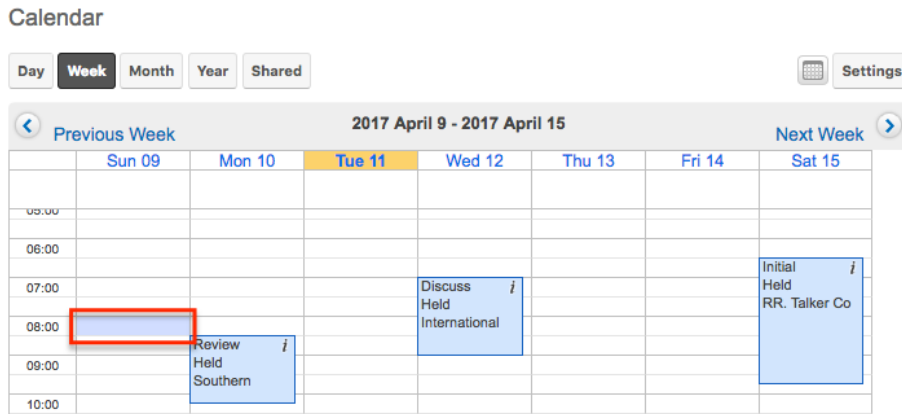 Calendar
Day Week Month Year Shared Settings
Previous Week 2017 April 9 - 2017 April 15 Next Week
Sun 09 Mon 10 Tue 11 Wed 12 Thu 13 Fri 14 Sat 15
05:00
06:00
Initial i
07:00 Discuss i Held
Held RR. Talker Co
08:00 International
Review i
09:00 Held
Southern
10:00